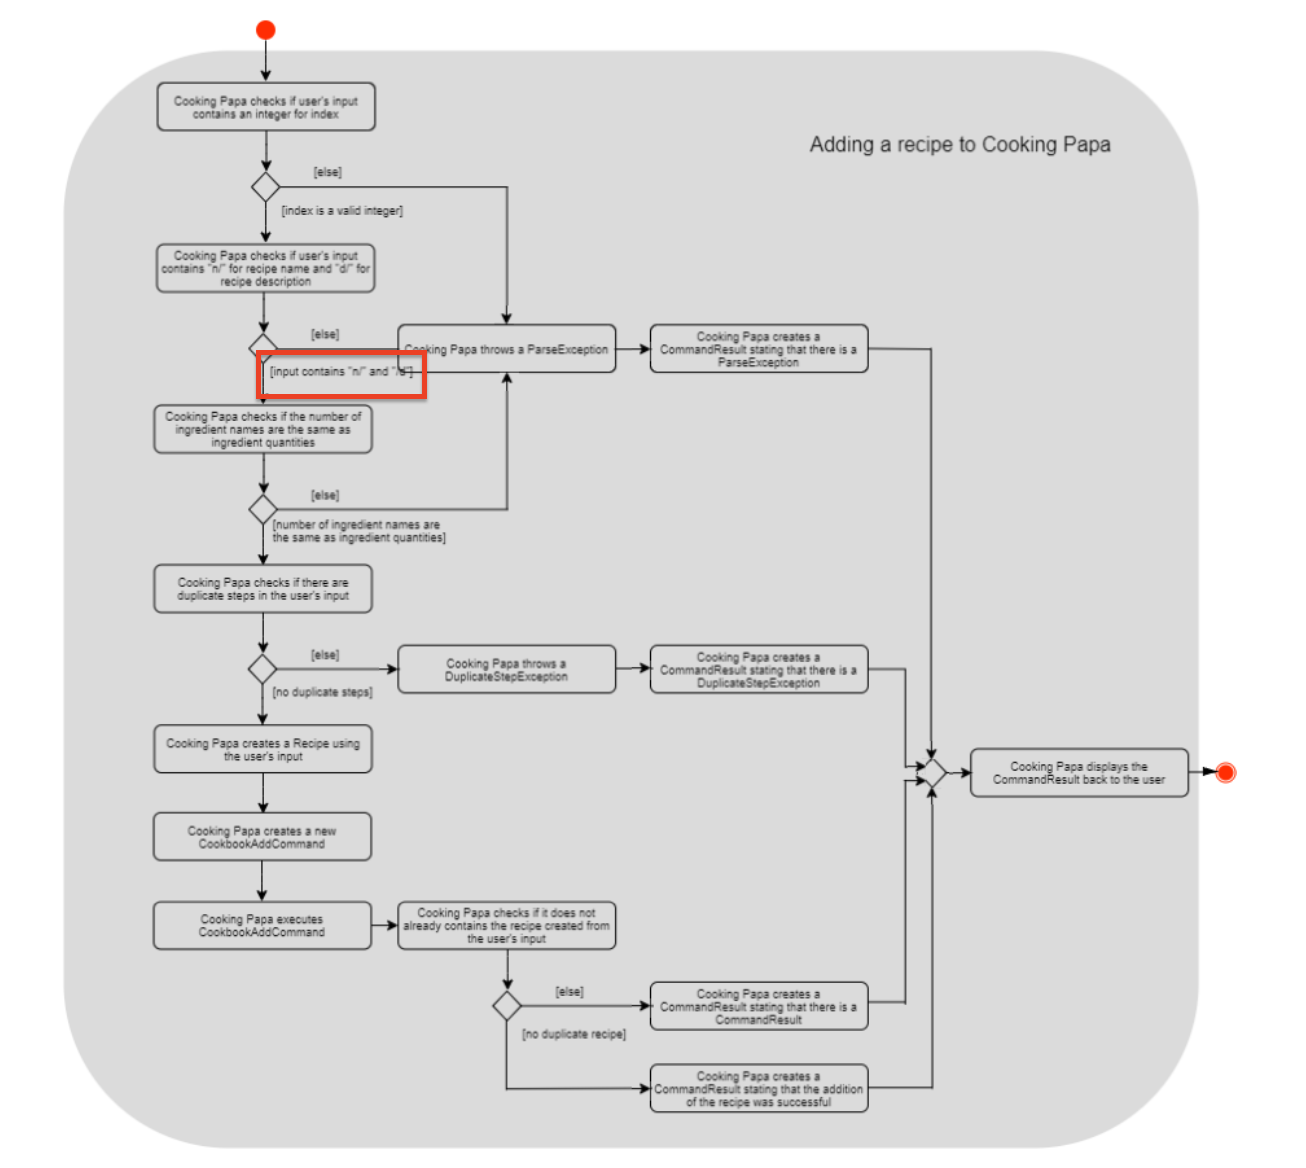 Cooking Papa checks if user's input
contains an integer for index
Adding a recipe to Cooking Papa
[else]
[index is a valid integer]
Cooking Papa checks if user's input
contains "n/" for recipe name and "d/" for
recipe description
[else]
Cooking Papa throws a ParseException
Cooking Papa creates a
CommandResult stating that there is a
ParseException
[input contains "n/" and "/d"]
Cooking Papa checks if the number of
ingredient names are the same as
ingredient quantities
[else]
[number of ingredient names are
the same as ingredient quantities]
Cooking Papa checks if there are
duplicate steps in the user's input
[else]
Cooking Papa throws a
DuplicateStepException
Cooking Papa creates a
CommandResult stating that there is a
DuplicateStepException
[no duplicate steps]
Cooking Papa creates a Recipe using
the user's input
Cooking Papa displays the
CommandResult back to the user
Cooking Papa creates a new
CookbookAddCommand
Cooking Papa executes
CookbookAddCommand
Cooking Papa checks if it does not
already contains the recipe created from
the user's input
[else]
Cooking Papa creates a
CommandResult stating that there is a
CommandResult
[no duplicate recipe]
Cooking Papa creates a
CommandResult stating that the addition
of the recipe was successful